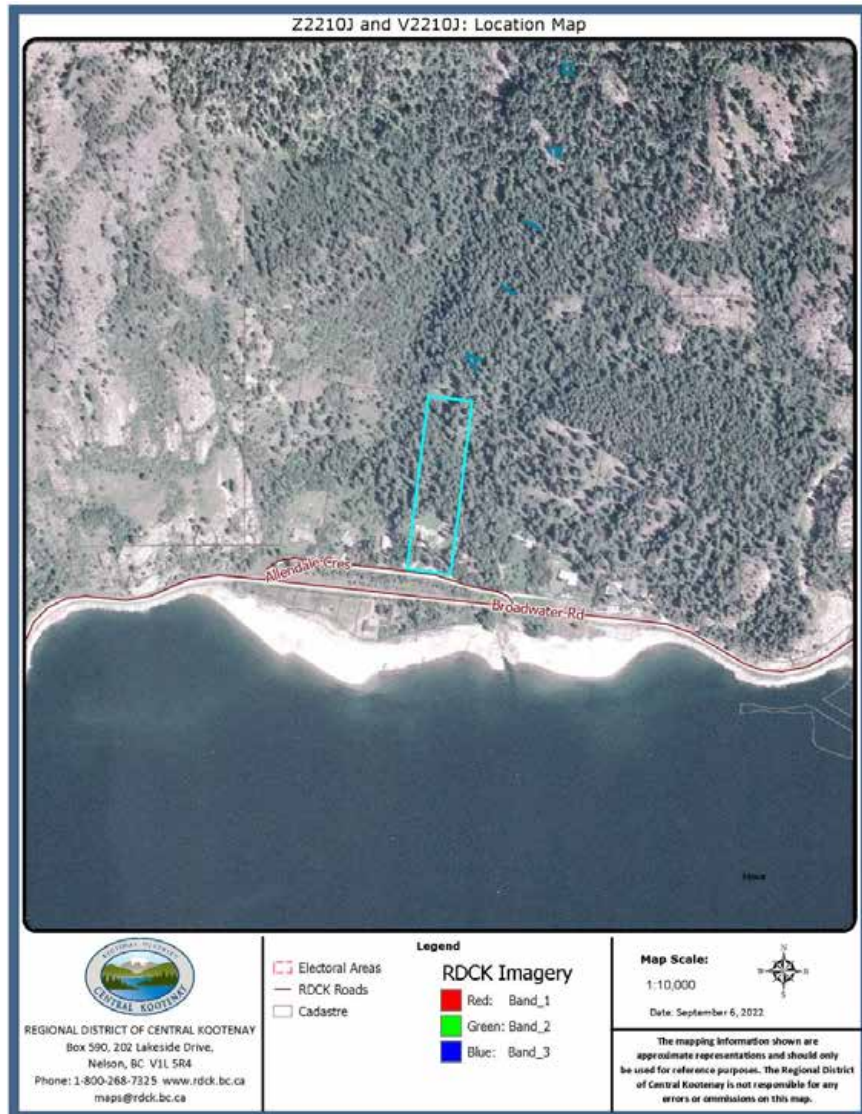 Z2210J and V2210J: Location Map
Allendale Cres
Broadwater Rd
REGIONAL DISTRICT OF
CENTRAL KOOTENAY
REGIONAL DISTRICT OF CENTRAL KOOTENAY
Box 590, 202 Lakeside Drive,
Nelson, BC V1L 5R4
Phone: 1-800-268-7325 www.rdck.bc.ca
maps@rdck.bc.ca
Legend
Electoral Areas
RDCK Roads
Cadastre
RDCK Imagery
Red: Band_1
Green: Band_2
Blue: Band_3
Map Scale:
1:10,000
N
W E
S
Date: September 6, 2022
The mapping information shown are
approximate representations and should only
be used for reference purposes. The Regional District
of Central Kootenay is not responsible for any
errors or ommissions on this map.